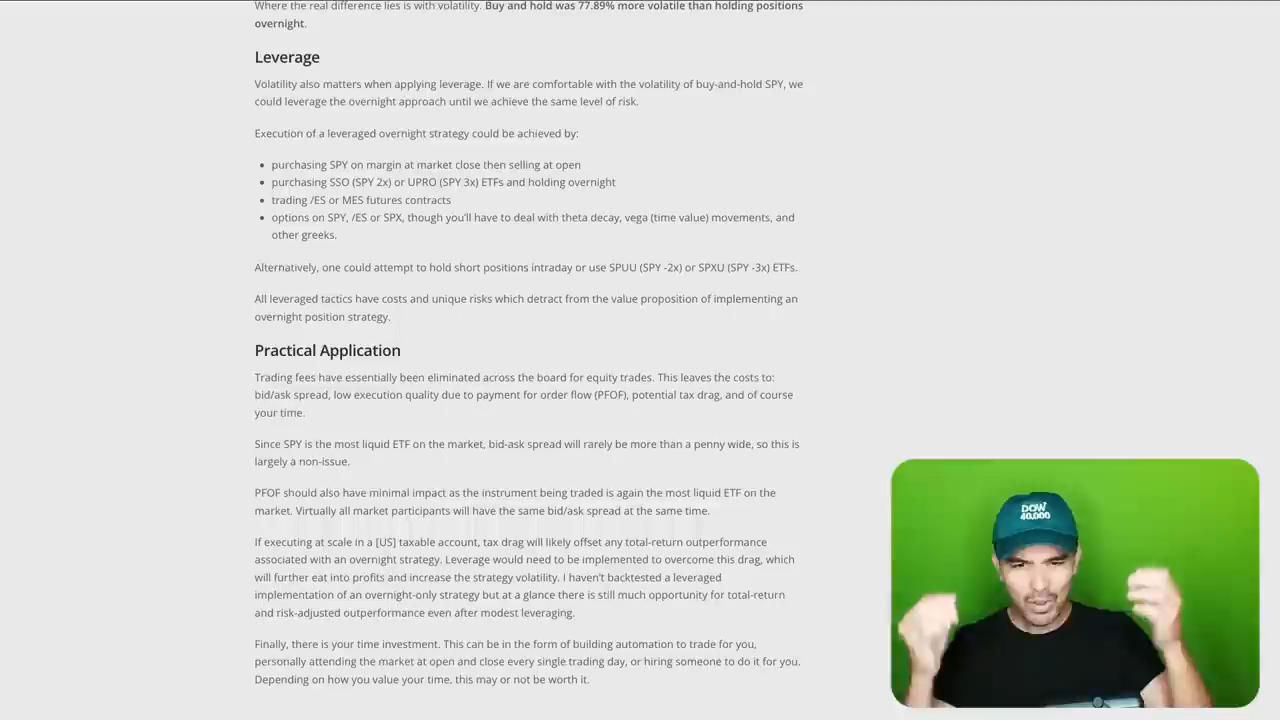 Where the real difference lies is with volatility. Buy and hold was 77.89% more volatile than holding positions
overnight.
Leverage
Volatility also matters when applying leverage. If we are comfortable with the volatility of buy-and-hold SPY, we
could leverage the overnight approach until we achieve the same level of risk.
Execution of a leveraged overnight strategy could be achieved by:
• purchasing SPY on margin at market close then selling at open
• purchasing SSO (SPY 2x) or UPRO (SPY 3x) ETFs and holding overnight
• trading /ES or MES futures contracts
• options on SPY, /ES or SPX, though you'll have to deal with theta decay, vega (time value) movements, and
other greeks.
Alternatively, one could attempt to hold short positions intraday or use SPUU (SPY -2x) or SPXU (SPY -3x) ETFs.
All leveraged tactics have costs and unique risks which detract from the value proposition of implementing an
overnight position strategy.
Practical Application
Trading fees have essentially been eliminated across the board for equity trades. This leaves the costs to:
bid/ask spread, low execution quality due to payment for order flow (PFOF), potential tax drag, and of course
your time.
Since SPY is the most liquid ETF on the market, bid-ask spread will rarely be more than a penny wide, so this is
largely a non-issue.
PFOF should also have minimal impact as the instrument being traded is again the most liquid ETF on the
market. Virtually all market participants will have the same bid/ask spread at the same time.
If executing at scale in a [US] taxable account, tax drag will likely offset any total-return outperformance
associated with an overnight strategy. Leverage would need to be implemented to overcome this drag, which
will further eat into profits and increase the strategy volatility. I haven't backtested a leveraged
implementation of an overnight-only strategy but at a glance there is still much opportunity for total-return
and risk-adjusted outperformance even after modest leveraging.
Finally, there is your time investment. This can be in the form of building automation to trade for you,
personally attending the market at open and close every single trading day, or hiring someone to do it for you.
Depending on how you value your time, this may or not be worth it.
DOW
40,000